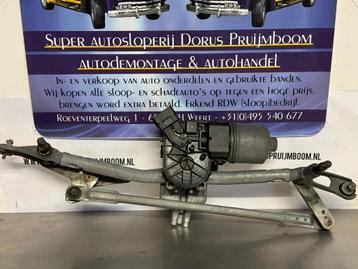 Super autosloperij Dorus Pruijmboom
autodemontage & autohandel
In- en verkoop van auto onderdelen en gebruikte banden.
Wij kopen alle sloop- en schadeauto's op tegen een hoge prijs.
brengen word extra betaald. Erkend RDW (sloop)bedrijf.
Roeventerpeelweg 1 - 6 Weert - +31(0)495 540 677
PRUIJMBOOM.NL